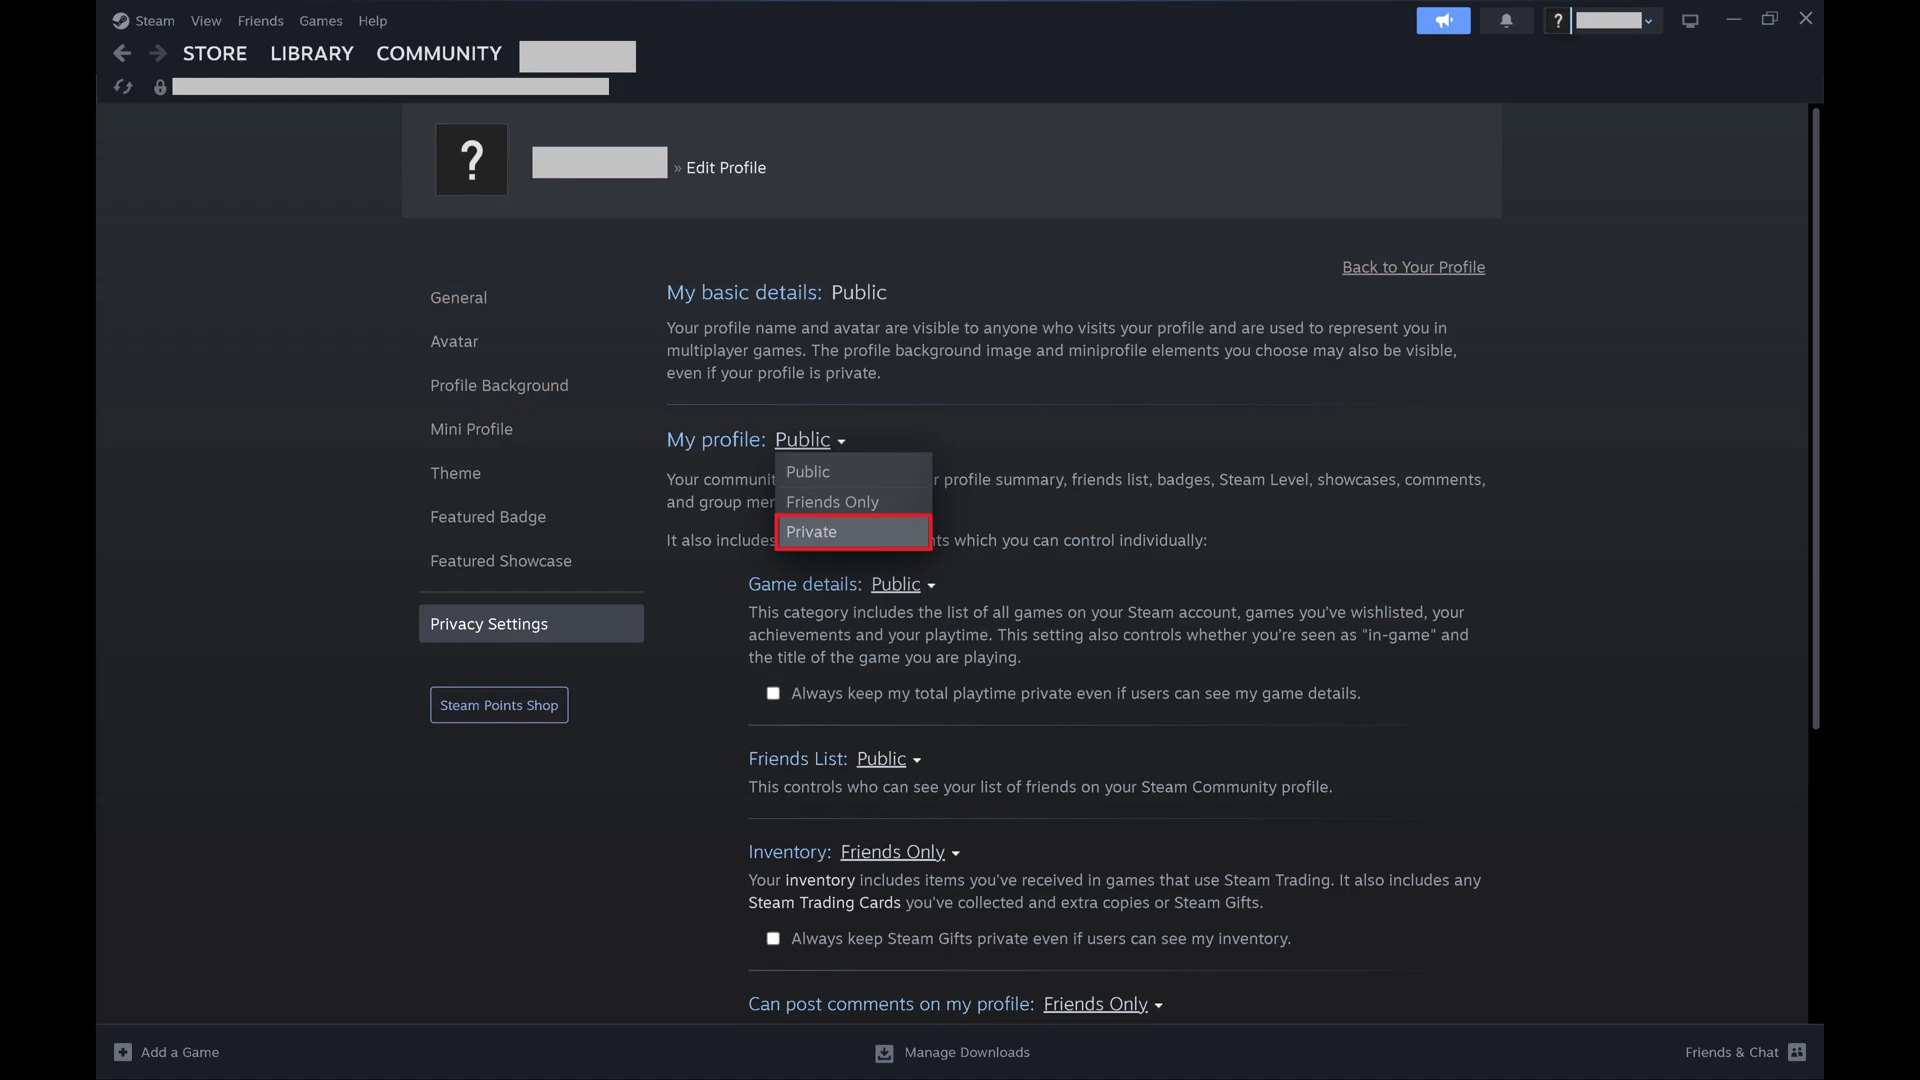 Steam View Friends Games Help
?
STORE LIBRARY COMMUNITY
?
» Edit Profile
Back to Your Profile
General
Avatar
Profile Background
Mini Profile
Theme
Featured Badge
Featured Showcase
Privacy Settings
Steam Points Shop
My basic details: Public
Your profile name and avatar are visible to anyone who visits your profile and are used to represent you in
multiplayer games. The profile background image and miniprofile elements you choose may also be visible,
even if your profile is private.
My profile: Public
Public
Friends Only
Private
Your communi r profile summary, friends list, badges, Steam Level, showcases, comments,
and group me
It also includes ts which you can control individually:
Game details: Public
This category includes the list of all games on your Steam account, games you’ve wishlisted, your
achievements and your playtime. This setting also controls whether you’re seen as "in-game" and
the title of the game you are playing.
Always keep my total playtime private even if users can see my game details.
Friends List: Public
This controls who can see your list of friends on your Steam Community profile.
Inventory: Friends Only
Your inventory includes items you've received in games that use Steam Trading. It also includes any
Steam Trading Cards you've collected and extra copies or Steam Gifts.
Always keep Steam Gifts private even if users can see my inventory.
Can post comments on my profile: Friends Only
Add a Game
Manage Downloads
Friends & Chat